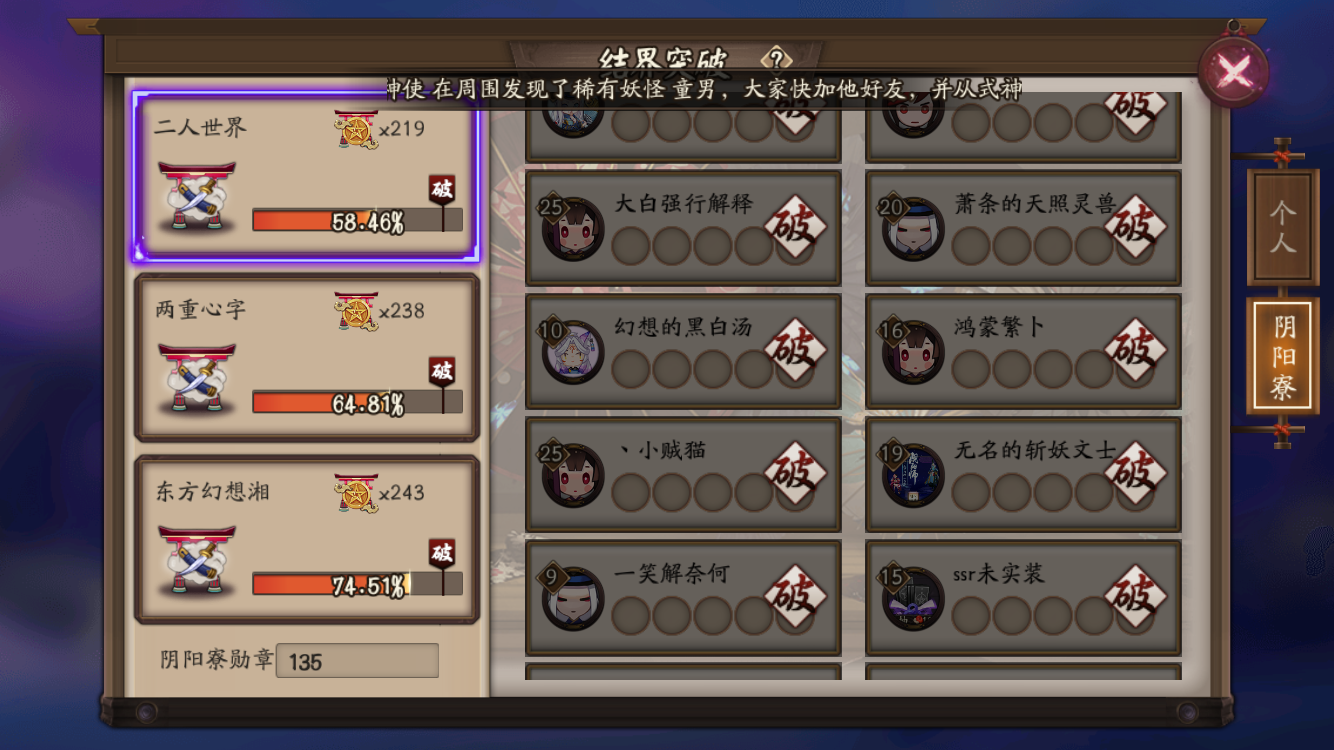 结界突破 ?
神使 在周围发现了稀有妖怪 童男，大家快加他好友，并从式神
二人世界 x219
破
58.46%
两重心字 x238
破
64.81%
东方幻想湘 x243
破
74.51%
阴阳寮勋章 135
破
破
25 大白强行解释 破
20 萧条的天照灵兽 破
10 幻想的黑白汤 破
16 鸿蒙繁卜 破
25 丶小贼猫 破
19 无名的斩妖文士 破
9 一笑解奈何 破
15 ssr未实装 破
个人
阴阳寮